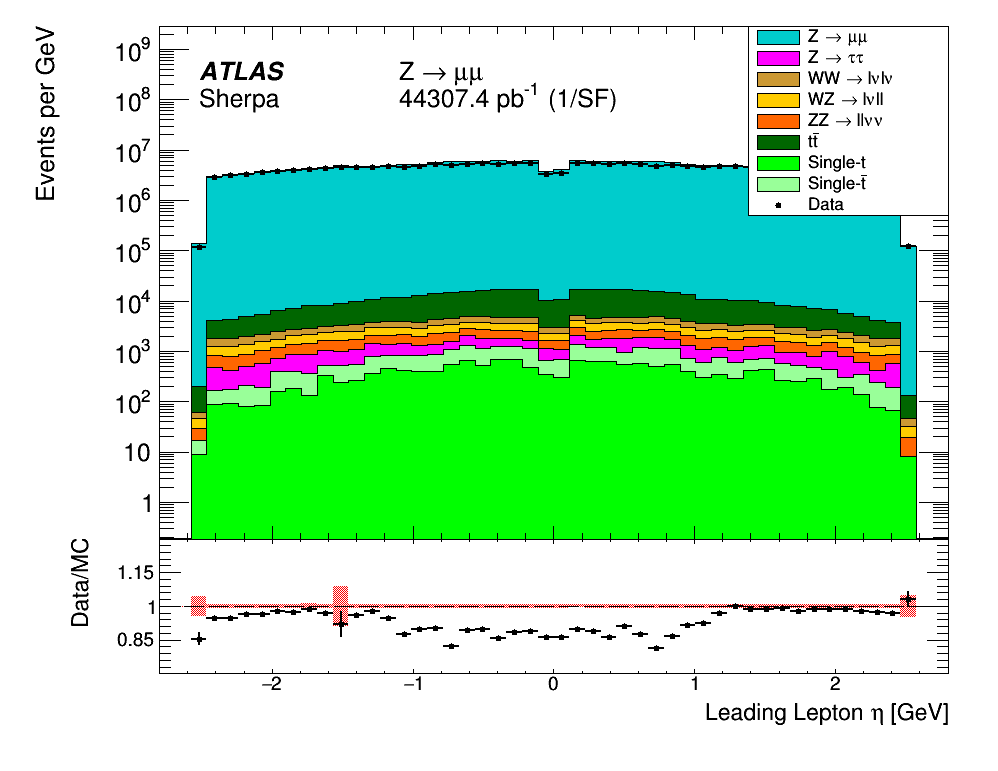 Events per GeV
10⁹
10⁸
10⁷
10⁶
10⁵
10⁴
10³
10²
10
1
ATLAS
Sherpa
Z → μμ
44307.4 pb⁻¹ (1/SF)
Z → μμ
Z → ττ
WW → lνlν
WZ → lνll
ZZ → llνν
tt̄
Single-t
Single-t̄
Data
Data/MC
1.15
1
0.85
−2 −1 0 1 2
Leading Lepton η [GeV]